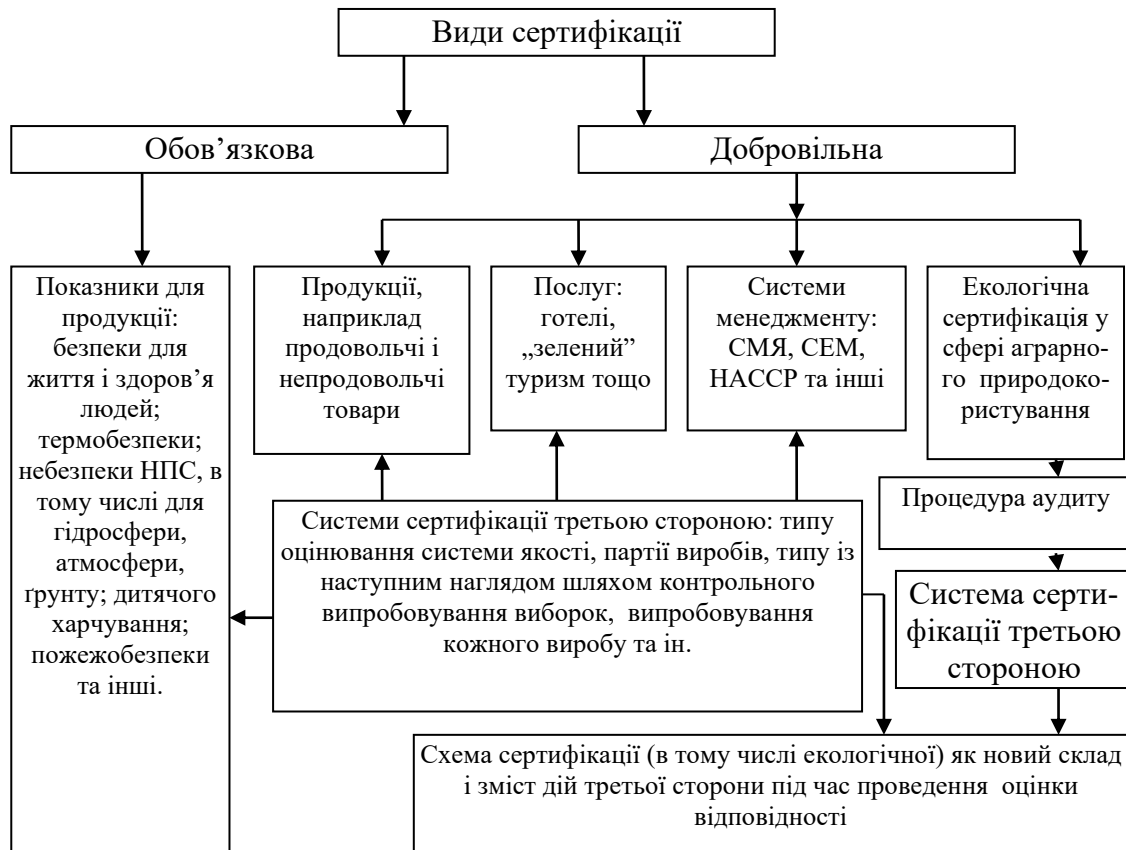 Види сертифікації
Обов’язкова
Добровільна
Показники для
продукції:
безпеки для
життя і здоров’я
людей;
термобезпеки;
небезпеки НПС, в
тому числі для
гідросфери,
атмосфери,
ґрунту; дитячого
харчування;
пожежобезпеки
та інші.
Продукції,
наприклад
продовольчі і
непродовольчі
товари
Послуг:
готелі,
„зелений”
туризм тощо
Системи
менеджменту:
СМЯ, СЕМ,
НАССР та інші
Екологічна
сертифікація у
сфері аграрно-
го природоко-
ристування
Системи сертифікації третьою стороною: типу
оцінювання системи якості, партії виробів, типу із
наступним наглядом шляхом контрольного
випробовування виборок, випробовування
кожного виробу та ін.
Процедура аудиту
Система серти-
фікації третьою
стороною
Схема сертифікації (в тому числі екологічної) як новий склад
і зміст дій третьої сторони під час проведення оцінки
відповідності